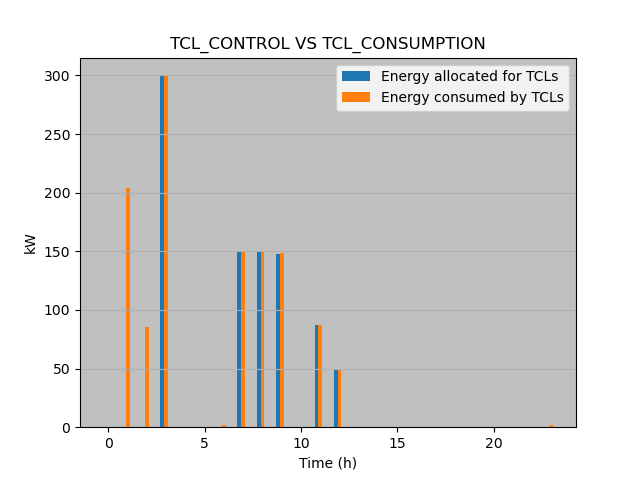 TCL_CONTROL VS TCL_CONSUMPTION
Energy allocated for TCLs
Energy consumed by TCLs
300
250
200
150
100
50
0
kW
0 5 10 15 20
Time (h)